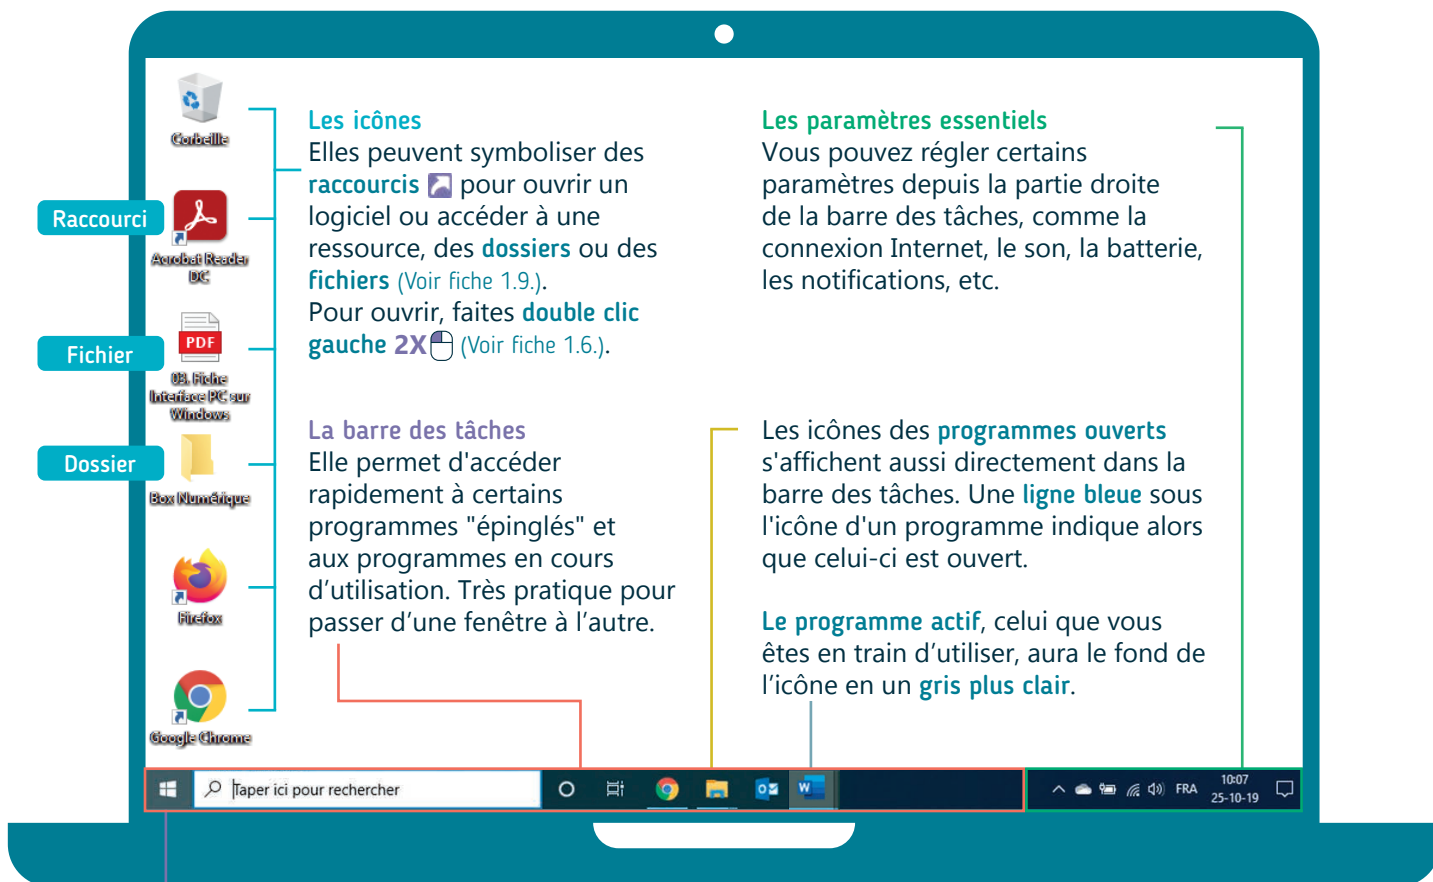 Corbeille
Raccourci
Acrobat Reader
DC
Fichier
PDF
03. Fiche
Interface PC sur
Windows
Dossier
Box Numérique
Firefox
Google Chrome
Les icônes
Elles peuvent symboliser des
raccourcis pour ouvrir un
logiciel ou accéder à une
ressource, des dossiers ou des
fichiers (Voir fiche 1.9.).
Pour ouvrir, faites double clic
gauche 2X (Voir fiche 1.6.).
La barre des tâches
Elle permet d'accéder
rapidement à certains
programmes "épinglés" et
aux programmes en cours
d’utilisation. Très pratique pour
passer d’une fenêtre à l’autre.
Les paramètres essentiels
Vous pouvez régler certains
paramètres depuis la partie droite
de la barre des tâches, comme la
connexion Internet, le son, la batterie,
les notifications, etc.
Les icônes des programmes ouverts
s'affichent aussi directement dans la
barre des tâches. Une ligne bleue sous
l'icône d'un programme indique alors
que celui-ci est ouvert.
Le programme actif, celui que vous
êtes en train d’utiliser, aura le fond de
l’icône en un gris plus clair.
Taper ici pour rechercher
W
FRA
10:07
25-10-19